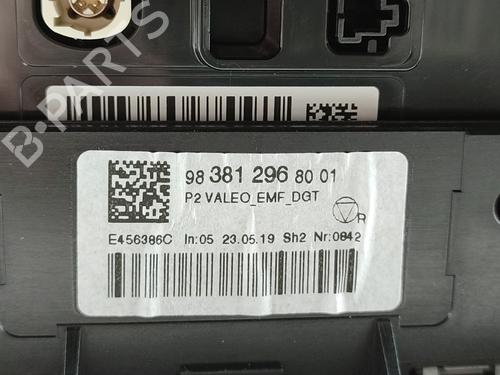 98 381 296 80 01
P2 VALEO_EMF_DGT
R
E456386C In:05 23.05.19 Sh2 Nr:0842
B-PARTS